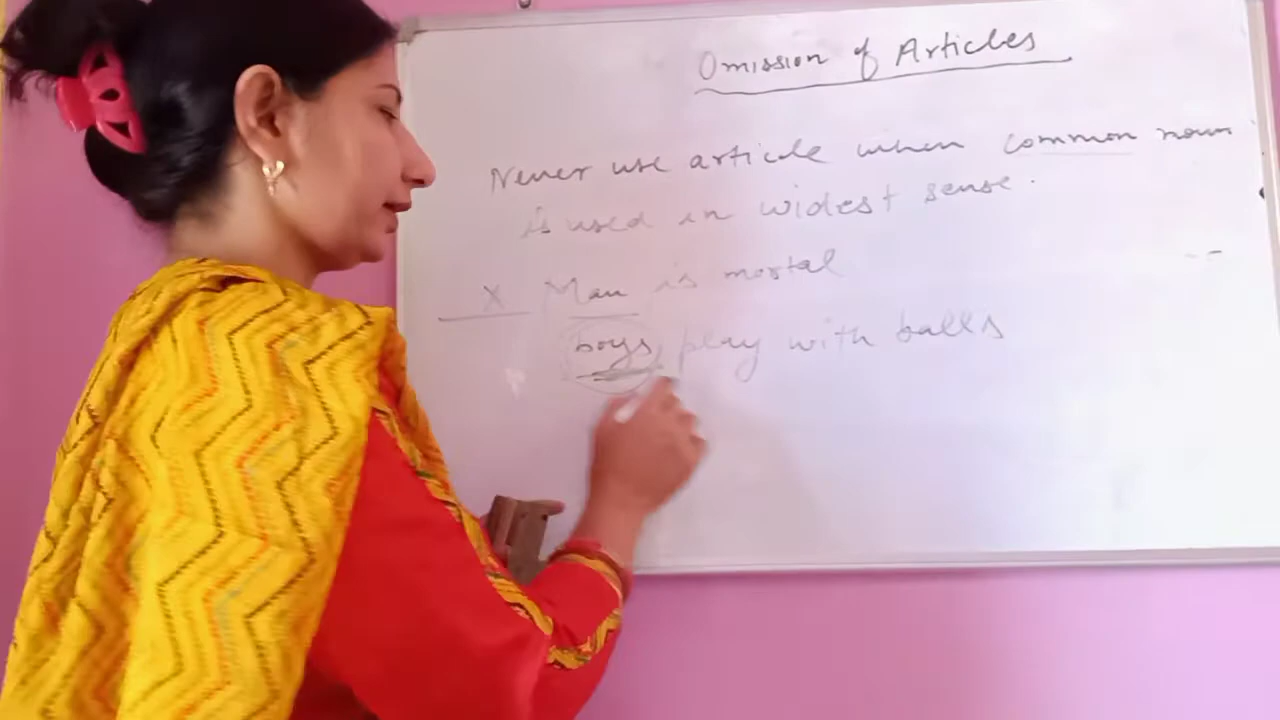 Omission of Articles
Never use article when common noun
is used in widest sense.
X Man is mortal
boys play with balls